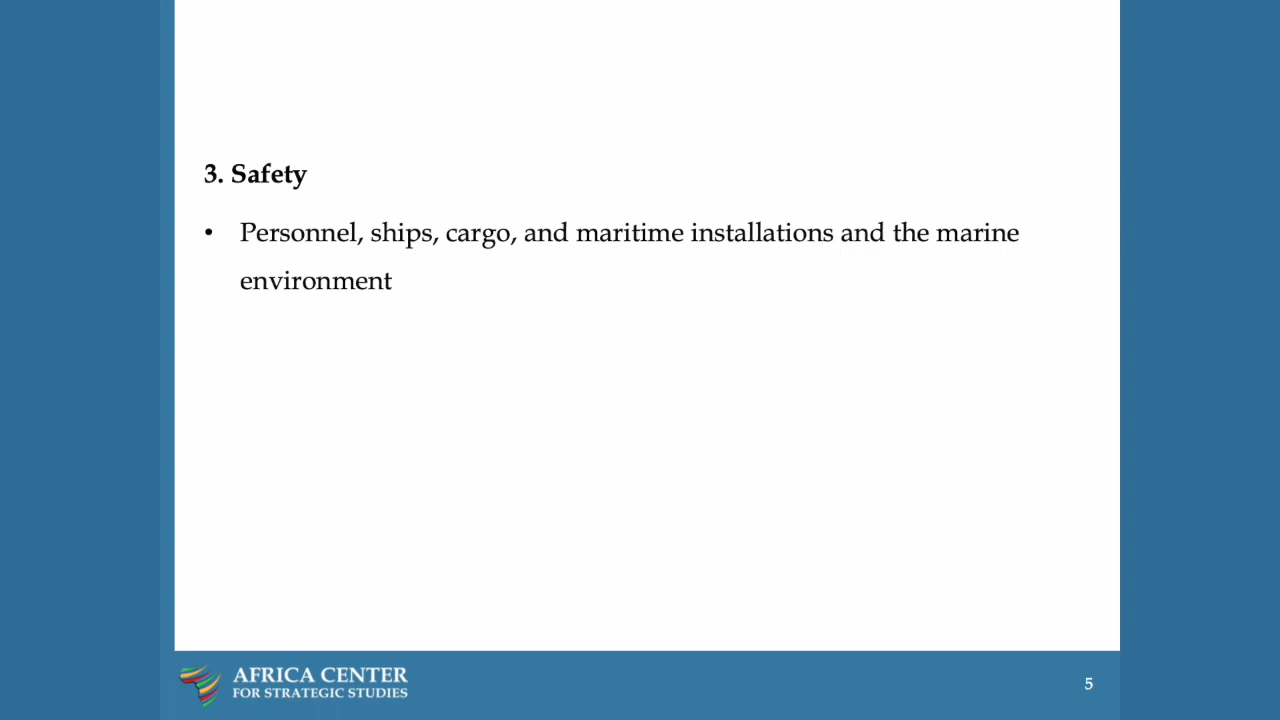 3. Safety
• Personnel, ships, cargo, and maritime installations and the marine
environment
AFRICA CENTER
FOR STRATEGIC STUDIES
5